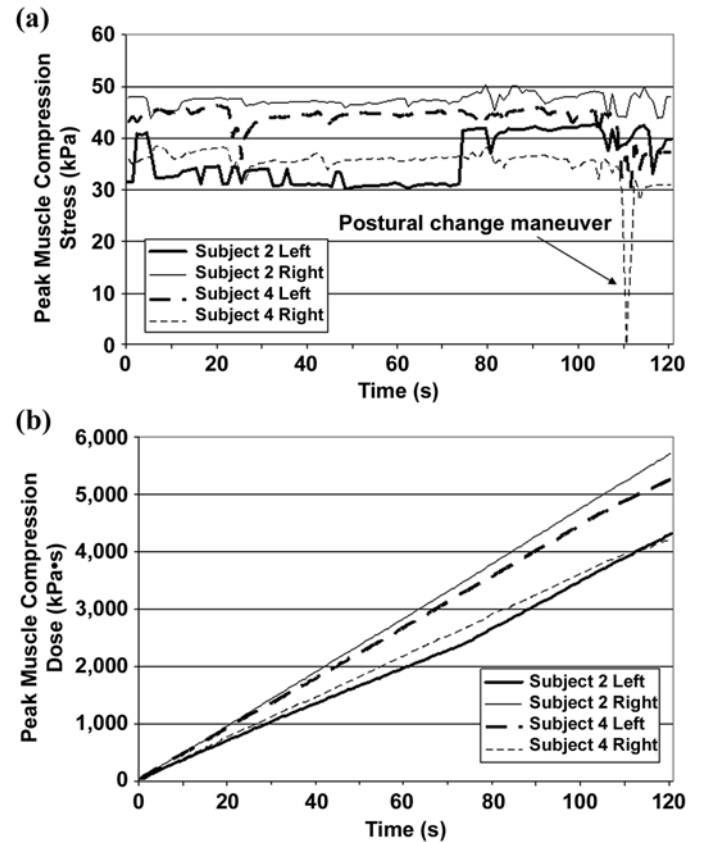 (a)
Peak Muscle Compression
Stress (kPa)
60
50
40
30
20
10
0
Postural change maneuver
Subject 2 Left
Subject 2 Right
Subject 4 Left
Subject 4 Right
0 20 40 60 80 100 120
Time (s)
(b)
Peak Muscle Compression
Dose (kPa•s)
6,000
5,000
4,000
3,000
2,000
1,000
0
Subject 2 Left
Subject 2 Right
Subject 4 Left
Subject 4 Right
0 20 40 60 80 100 120
Time (s)